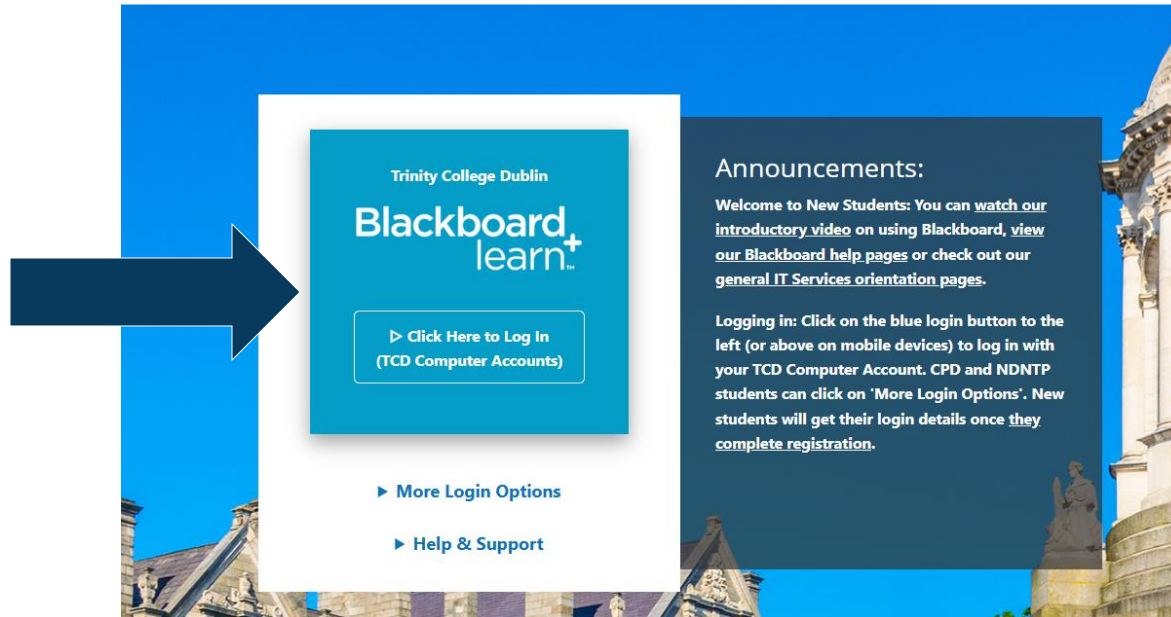 Trinity College Dublin
Blackboard
learn+™
▷ Click Here to Log In
(TCD Computer Accounts)
▶ More Login Options
▶ Help & Support
Announcements:
Welcome to New Students: You can watch our
introductory video on using Blackboard, view
our Blackboard help pages or check out our
general IT Services orientation pages.
Logging in: Click on the blue login button to the
left (or above on mobile devices) to log in with
your TCD Computer Account. CPD and NDNTP
students can click on 'More Login Options'. New
students will get their login details once they
complete registration.